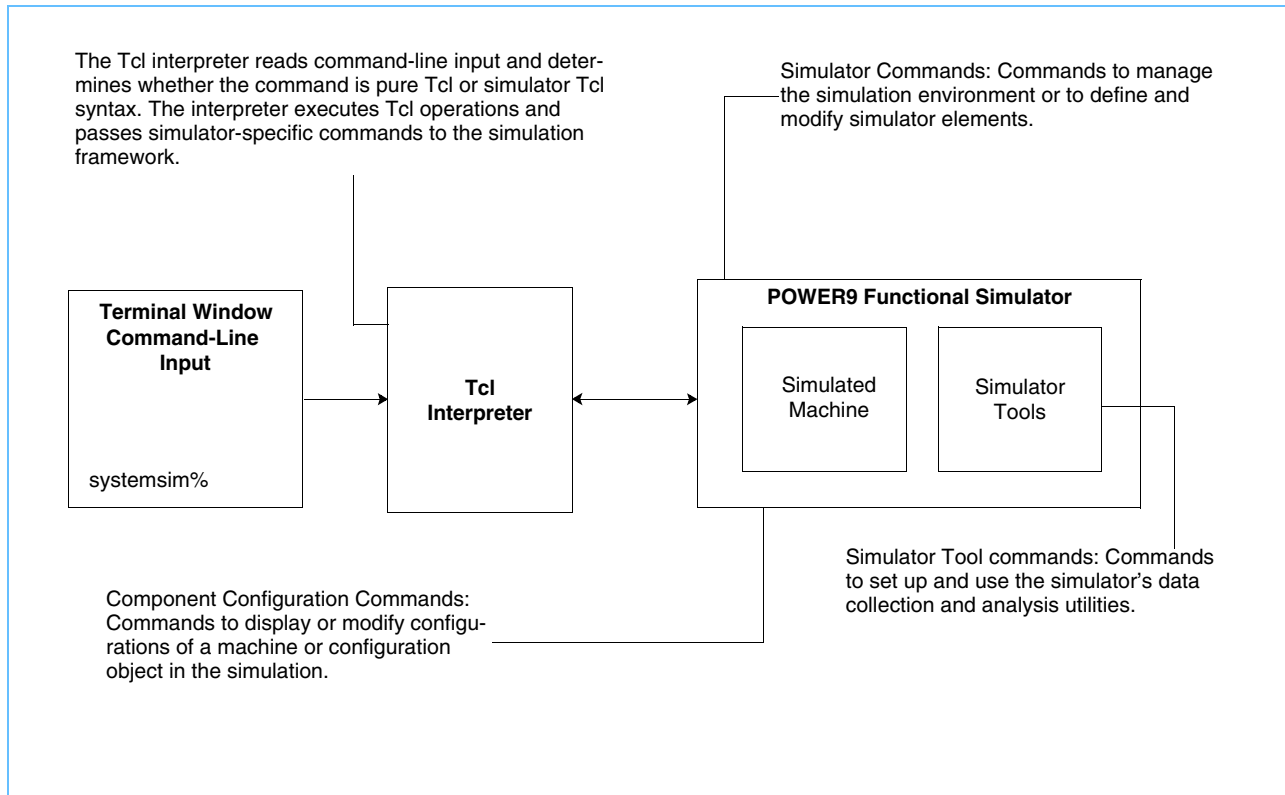 The Tcl interpreter reads command-line input and deter-
mines whether the command is pure Tcl or simulator Tcl
syntax. The interpreter executes Tcl operations and
passes simulator-specific commands to the simulation
framework.
Simulator Commands: Commands to manage
the simulation environment or to define and
modify simulator elements.
Terminal Window
Command-Line
Input
systemsim%
Tcl
Interpreter
POWER9 Functional Simulator
Simulated
Machine
Simulator
Tools
Component Configuration Commands:
Commands to display or modify configu-
rations of a machine or configuration
object in the simulation.
Simulator Tool commands: Commands
to set up and use the simulator's data
collection and analysis utilities.